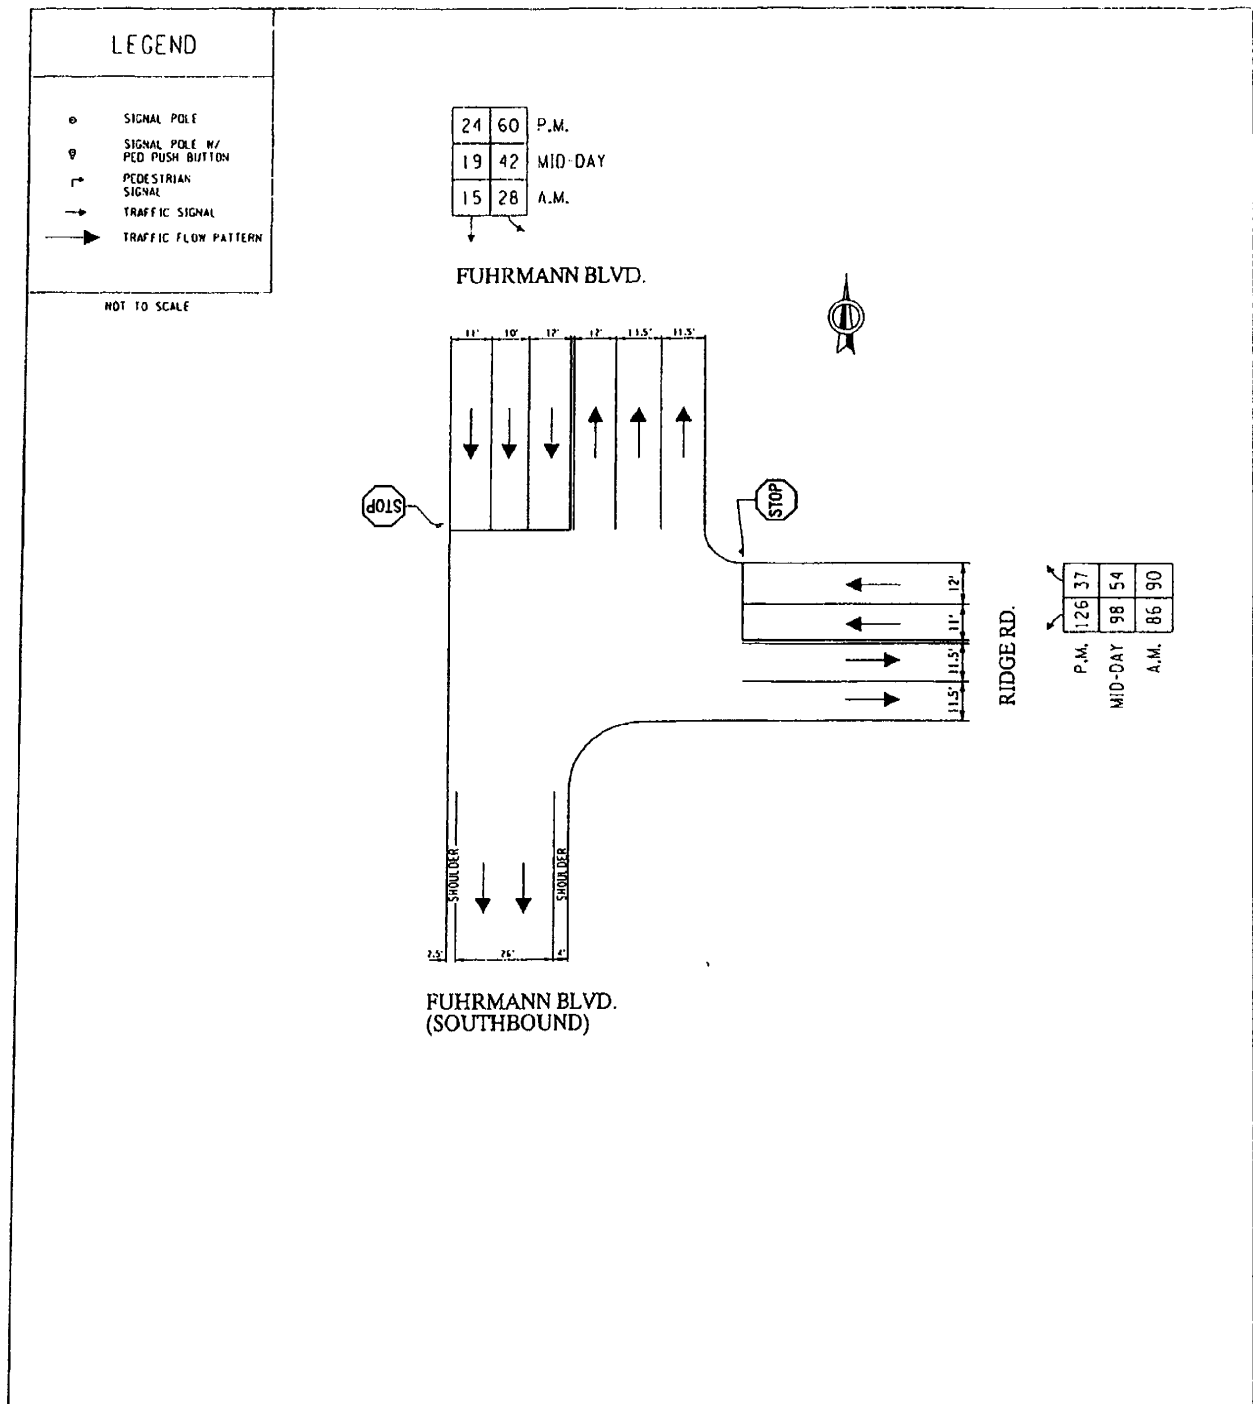 LEGEND
SIGNAL POLE
SIGNAL POLE W/
PED PUSH BUTTON
PEDESTRIAN
SIGNAL
TRAFFIC SIGNAL
TRAFFIC FLOW PATTERN
NOT TO SCALE
24 60 P.M.
19 42 MID-DAY
15 28 A.M.
FUHRMANN BLVD.
11' 10' 12' 12' 11.5' 11.5'
STOP
STOP
12'
11'
11.5'
11.5'
RIDGE RD.
126 37
98 54
86 90
P.M.
MID-DAY
A.M.
SHOULDER
SHOULDER
2.5' 26' 4'
FUHRMANN BLVD.
(SOUTHBOUND)